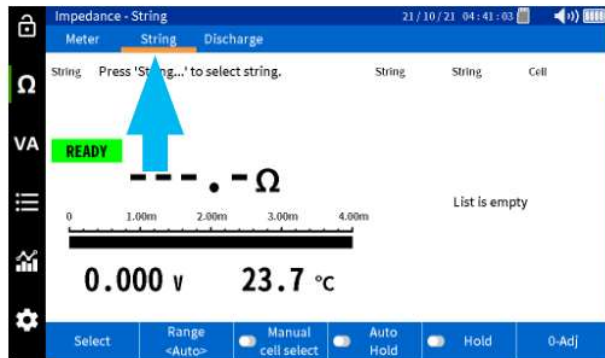 Impedance - String 21/10/21 04:41:03
Meter String Discharge
String Press 'String...' to select string. String String Cell
Ω
VA
READY
---.-Ω
List is empty
0 1.00m 2.00m 3.00m 4.00m
0.000 V 23.7 °C
Select Range Manual Auto Hold 0-Adj
<Auto> cell select Hold